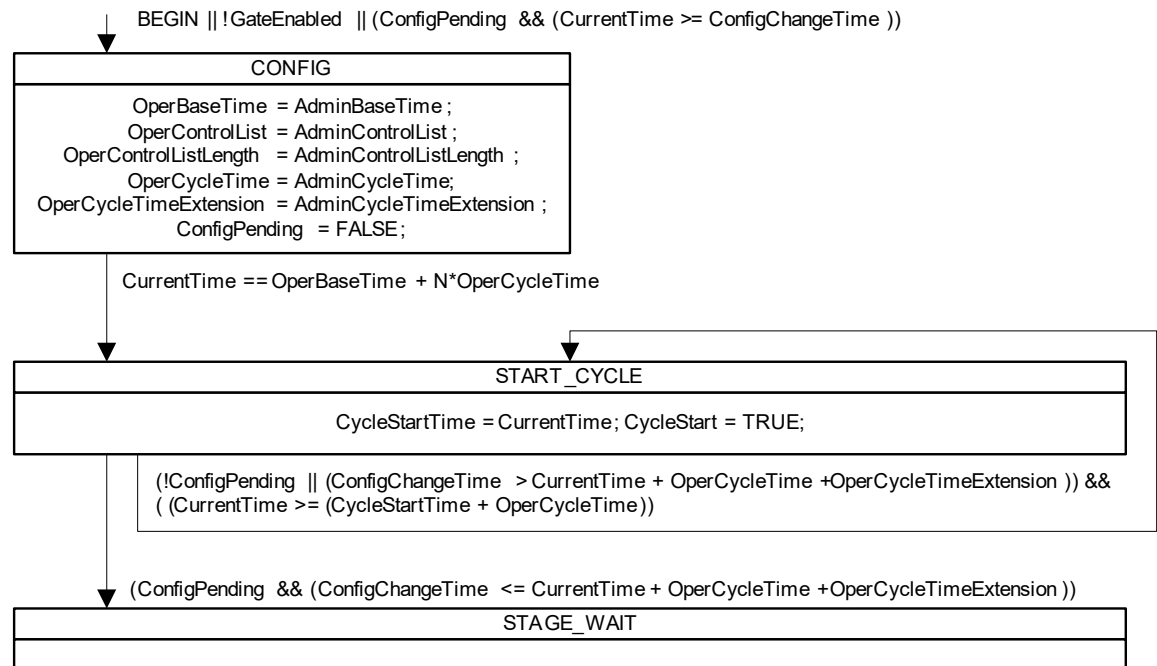 BEGIN || !GateEnabled || (ConfigPending && (CurrentTime >= ConfigChangeTime ))
CONFIG
OperBaseTime = AdminBaseTime ;
OperControlList = AdminControlList ;
OperControlListLength = AdminControlListLength ;
OperCycleTime = AdminCycleTime;
OperCycleTimeExtension = AdminCycleTimeExtension ;
ConfigPending = FALSE;
CurrentTime == OperBaseTime + N*OperCycleTime
START_CYCLE
CycleStartTime = CurrentTime; CycleStart = TRUE;
(!ConfigPending || (ConfigChangeTime > CurrentTime + OperCycleTime +OperCycleTimeExtension )) &&
( (CurrentTime >= (CycleStartTime + OperCycleTime))
(ConfigPending && (ConfigChangeTime <= CurrentTime + OperCycleTime +OperCycleTimeExtension ))
STAGE_WAIT